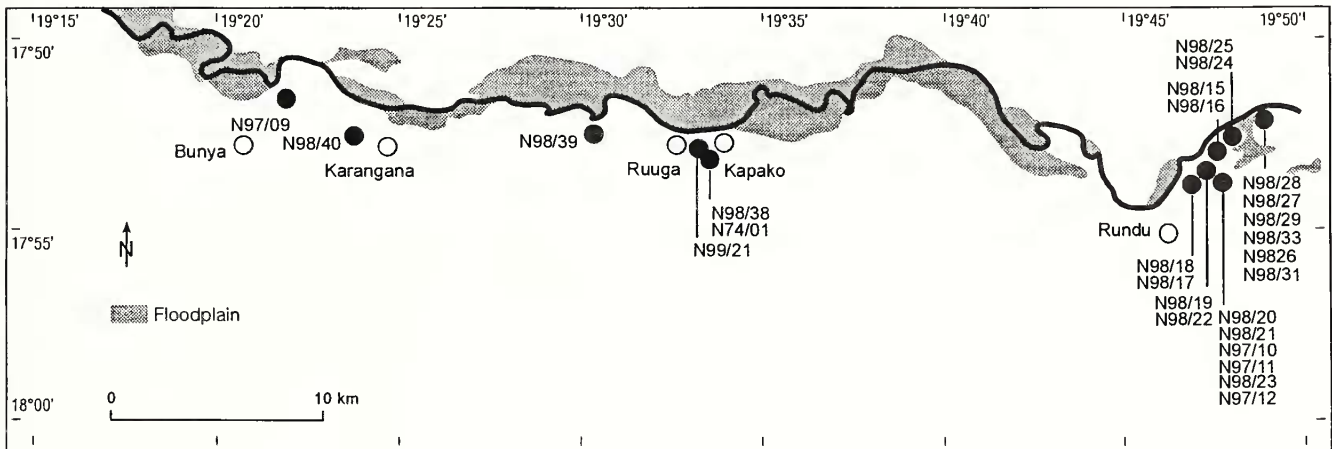 19°15' 19°20' 19°25' 19°30' 19°35' 19°40' 19°45' 19°50'
17°50'
N98/25
N98/24
N98/15
N98/16
N97/09
N98/40
N98/39
Bunya
Karangana
Ruuga
Kapako
N98/38
N74/01
N99/21
N98/28
N98/27
N98/29
N98/33
N9826
N98/31
17°55'
Rundu
N98/18
N98/17
N98/19
N98/22
N98/20
N98/21
N97/10
N97/11
N98/23
N97/12
N
Floodplain
0 10 km
18°00'